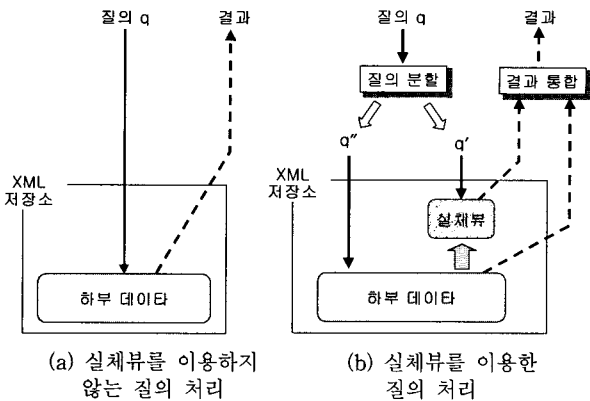 질의 q
결과
XML
저장소
하부 데이타
(a) 실체뷰를 이용하지
않는 질의 처리
질의 q
결과
질의 분할
결과 통합
q″
q′
XML
저장소
실체뷰
하부 데이타
(b) 실체뷰를 이용한
질의 처리